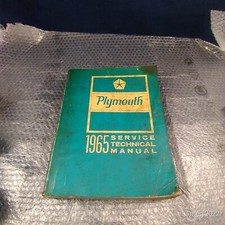 Plymouth
1965 SERVICE
TECHNICAL
MANUAL